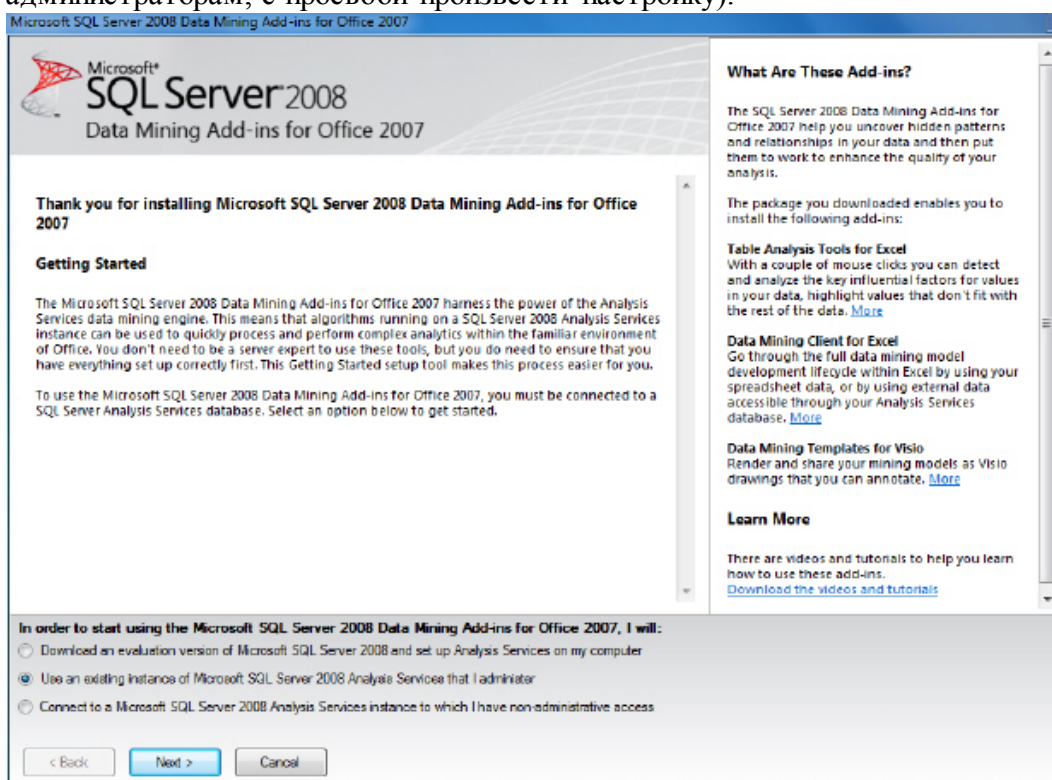 администраторам, с просьбой произвести настройку).
Microsoft SQL Server 2008 Data Mining Add-ins for Office 2007
Microsoft®
SQL Server 2008
Data Mining Add-ins for Office 2007
Thank you for installing Microsoft SQL Server 2008 Data Mining Add-ins for Office
2007
Getting Started
The Microsoft SQL Server 2008 Data Mining Add-ins for Office 2007 harness the power of the Analysis
Services data mining engine. This means that algorithms running on a SQL Server 2008 Analysis Services
instance can be used to quickly process and perform complex analytics within the familiar environment
of Office. You don't need to be a server expert to use these tools, but you do need to ensure that you
have everything set up correctly first. This Getting Started setup tool makes this process easier for you.
To use the Microsoft SQL Server 2008 Data Mining Add-ins for Office 2007, you must be connected to a
SQL Server Analysis Services database. Select an option below to get started.
What Are These Add-ins?
The SQL Server 2008 Data Mining Add-ins for
Office 2007 help you uncover hidden patterns
and relationships in your data and then put
them to work to enhance the quality of your
analysis.
The package you downloaded enables you to
install the following add-ins:
Table Analysis Tools for Excel
With a couple of mouse clicks you can detect
and analyze the key influential factors for values
in your data, highlight values that don't fit with
the rest of the data. More
Data Mining Client for Excel
Go through the full data mining model
development lifecycle within Excel by using your
spreadsheet data, or by using external data
accessible through your Analysis Services
database. More
Data Mining Templates for Visio
Render and share your mining models as Visio
drawings that you can annotate. More
Learn More
There are videos and tutorials to help you learn
how to use these add-ins.
Download the videos and tutorials
In order to start using the Microsoft SQL Server 2008 Data Mining Add-ins for Office 2007, I will:
Download an evaluation version of Microsoft SQL Server 2008 and set up Analysis Services on my computer
Use an existing instance of Microsoft SQL Server 2008 Analysis Services that I administer
Connect to a Microsoft SQL Server 2008 Analysis Services instance to which I have non-administrative access
< Back
Next >
Cancel